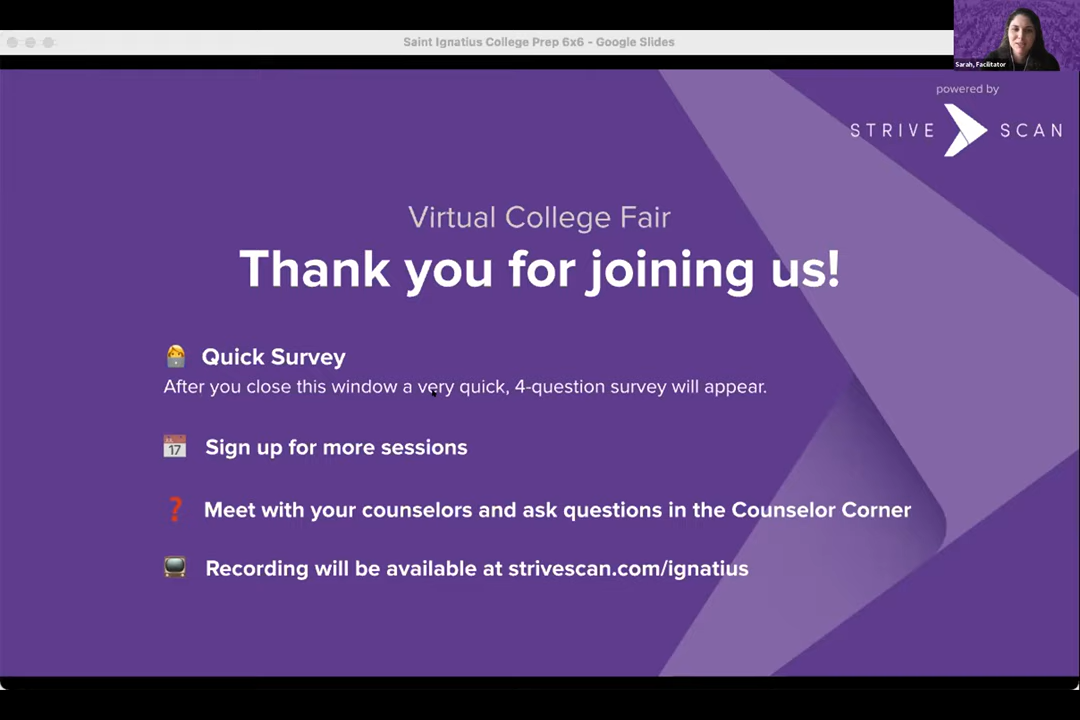 Saint Ignatius College Prep 6x6 - Google Slides
Sarah, Facilitator
powered by
STRIVE SCAN
Virtual College Fair
Thank you for joining us!
Quick Survey
After you close this window a very quick, 4-question survey will appear.
17
Sign up for more sessions
❓ Meet with your counselors and ask questions in the Counselor Corner
Recording will be available at strivescan.com/ignatius